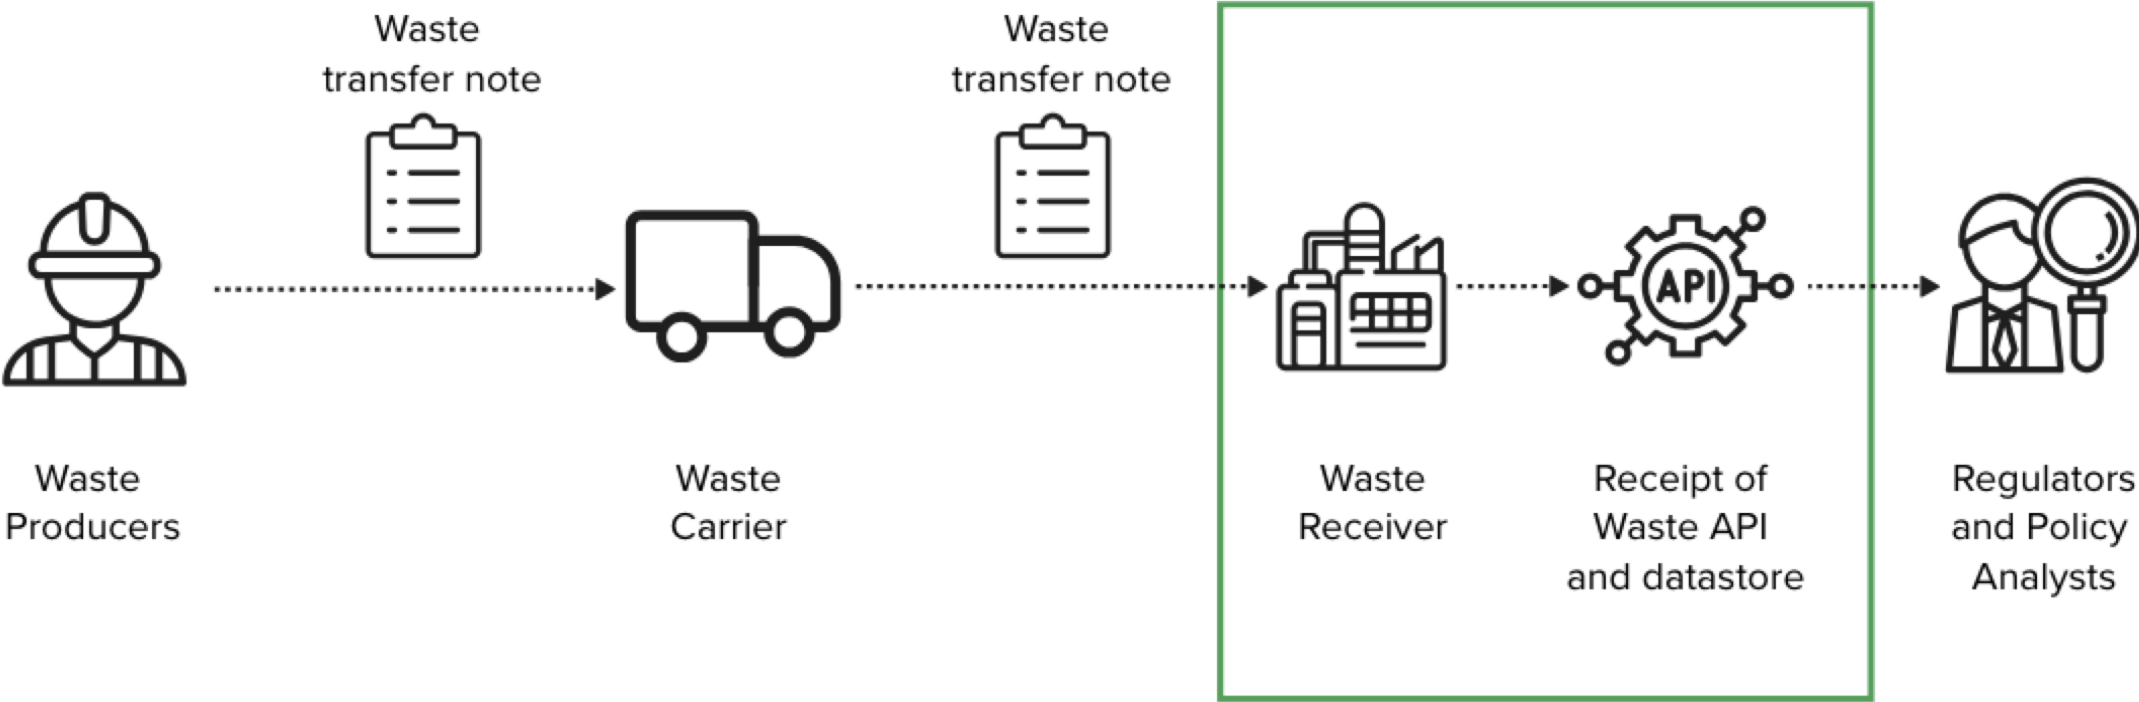 Waste
transfer note
Waste
transfer note
API
Waste
Producers
Waste
Carrier
Waste
Receiver
Receipt of
Waste API
and datastore
Regulators
and Policy
Analysts